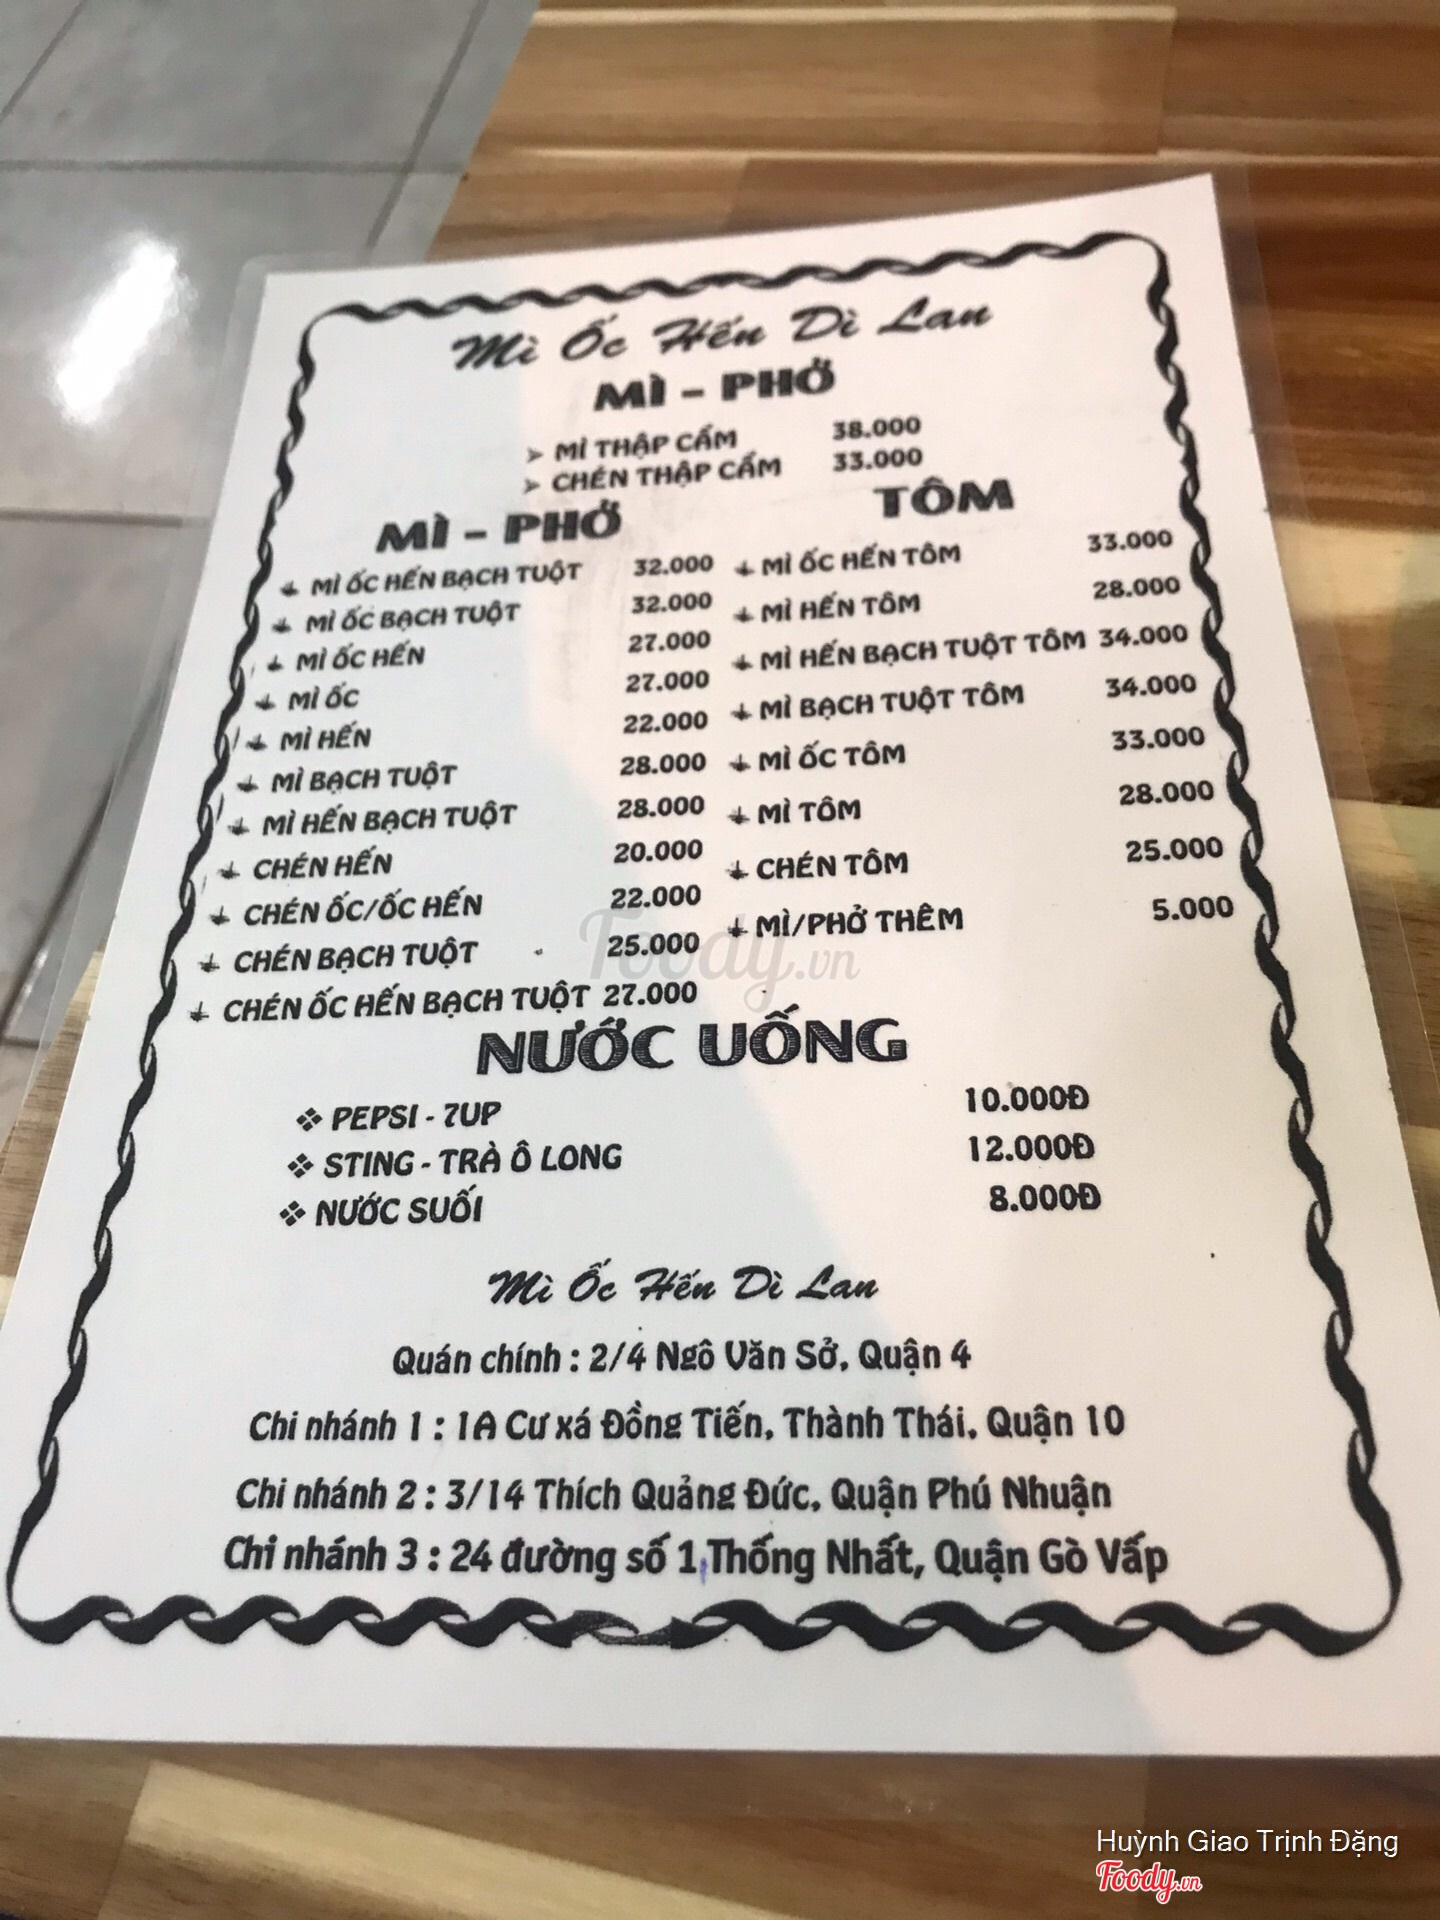 Mì Ốc Hến Dì Lan
MÌ - PHỞ
MÌ THẬP CẨM 38.000
CHÉN THẬP CẨM 33.000
MÌ - PHỞ
MÌ ỐC HẾN BẠCH TUỘT 32.000
MÌ ỐC BẠCH TUỘT 32.000
MÌ ỐC HẾN 27.000
MÌ ỐC 27.000
MÌ HẾN 22.000
MÌ BẠCH TUỘT 28.000
MÌ HẾN BẠCH TUỘT 28.000
CHÉN HẾN 20.000
CHÉN ỐC/ỐC HẾN 22.000
CHÉN BẠCH TUỘT 25.000
CHÉN ỐC HẾN BẠCH TUỘT 27.000
TÔM
MÌ ỐC HẾN TÔM 33.000
MÌ HẾN TÔM 28.000
MÌ HẾN BẠCH TUỘT TÔM 34.000
MÌ BẠCH TUỘT TÔM 34.000
MÌ ỐC TÔM 33.000
MÌ TÔM 28.000
CHÉN TÔM 25.000
MÌ/PHỞ THÊM 5.000
Foody.vn
NƯỚC UỐNG
PEPSI - 7UP 10.000Đ
STING - TRÀ Ô LONG 12.000Đ
NƯỚC SUỐI 8.000Đ
Mì Ốc Hến Dì Lan
Quán chính : 2/4 Ngô Văn Sở, Quận 4
Chi nhánh 1 : 1A Cư xá Đồng Tiến, Thành Thái, Quận 10
Chi nhánh 2 : 3/14 Thích Quảng Đức, Quận Phú Nhuận
Chi nhánh 3 : 24 đường số 1, Thống Nhất, Quận Gò Vấp
Huỳnh Giao Trịnh Đặng
Foody.vn